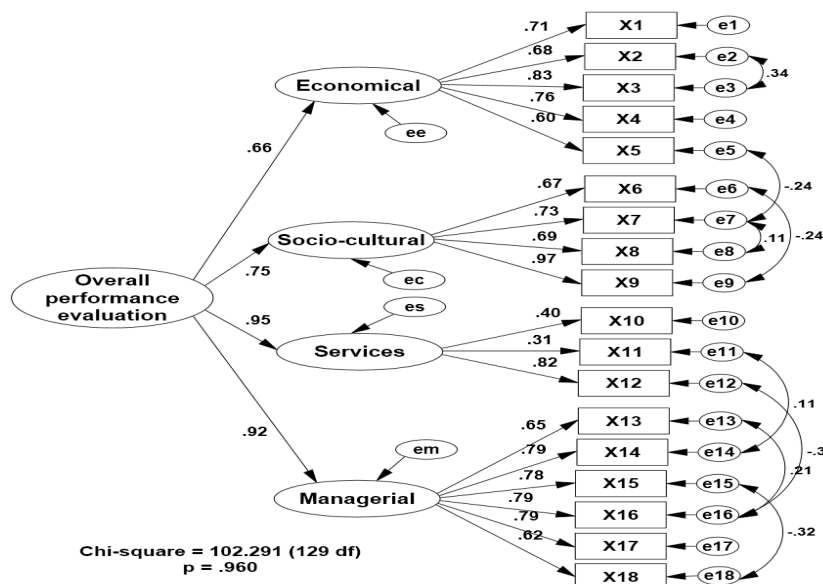 .71 X1 e1
.68 X2 e2
Economical .83 X3 e3 .34
.76 X4 e4
ee .60 X5 e5
.66
-.24
.67 X6 e6
.73 X7 e7
Socio-cultural .69 X8 e8 .11 -.24
.75 .97 X9 e9
ec
Overall
performance
evaluation
es
.95 .40 X10 e10
Services .31 X11 e11
.82 X12 e12
.11
.92 .65 X13 e13
em .79 X14 e14 -.3
.21
.78 X15 e15
Managerial .79 X16 e16
.79 X17 e17 -.32
.62 X18 e18
Chi-square = 102.291 (129 df)
p = .960